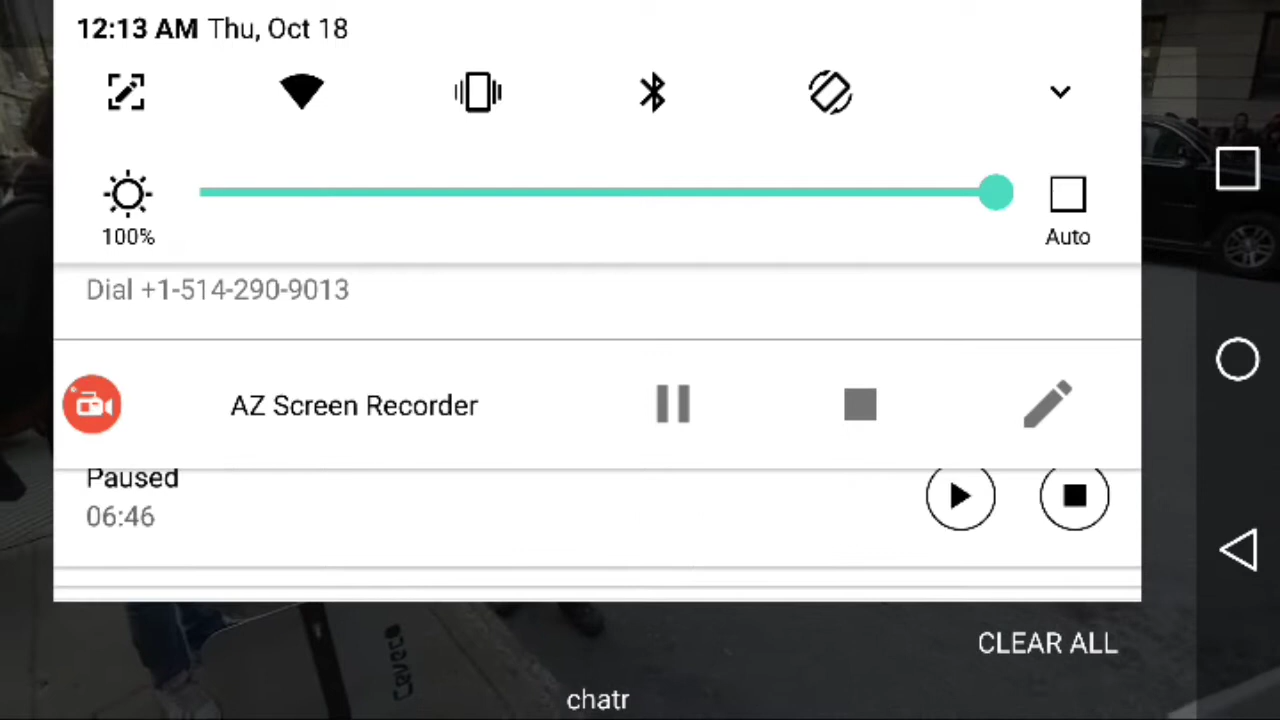 12:13 AM Thu, Oct 18
100%
Auto
Dial +1-514-290-9013
AZ Screen Recorder
Paused
06:46
Ceveco
CLEAR ALL
chatr